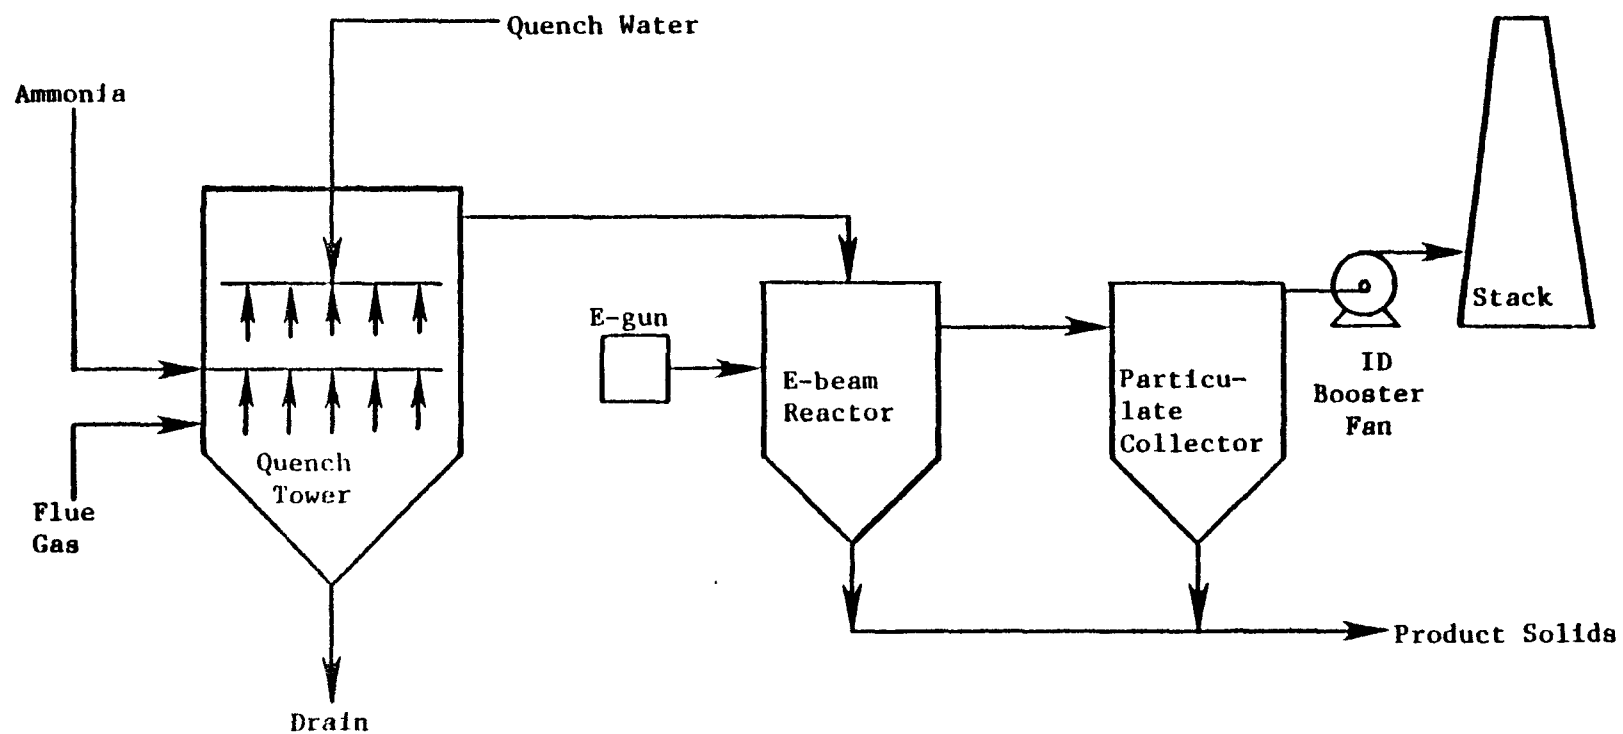 Quench Water
Ammonia
E-gun
Stack
E-beam
Reactor
Particu-
late
Collector
ID
Booster
Fan
Quench
Tower
Flue
Gas
Product Solids
Drain